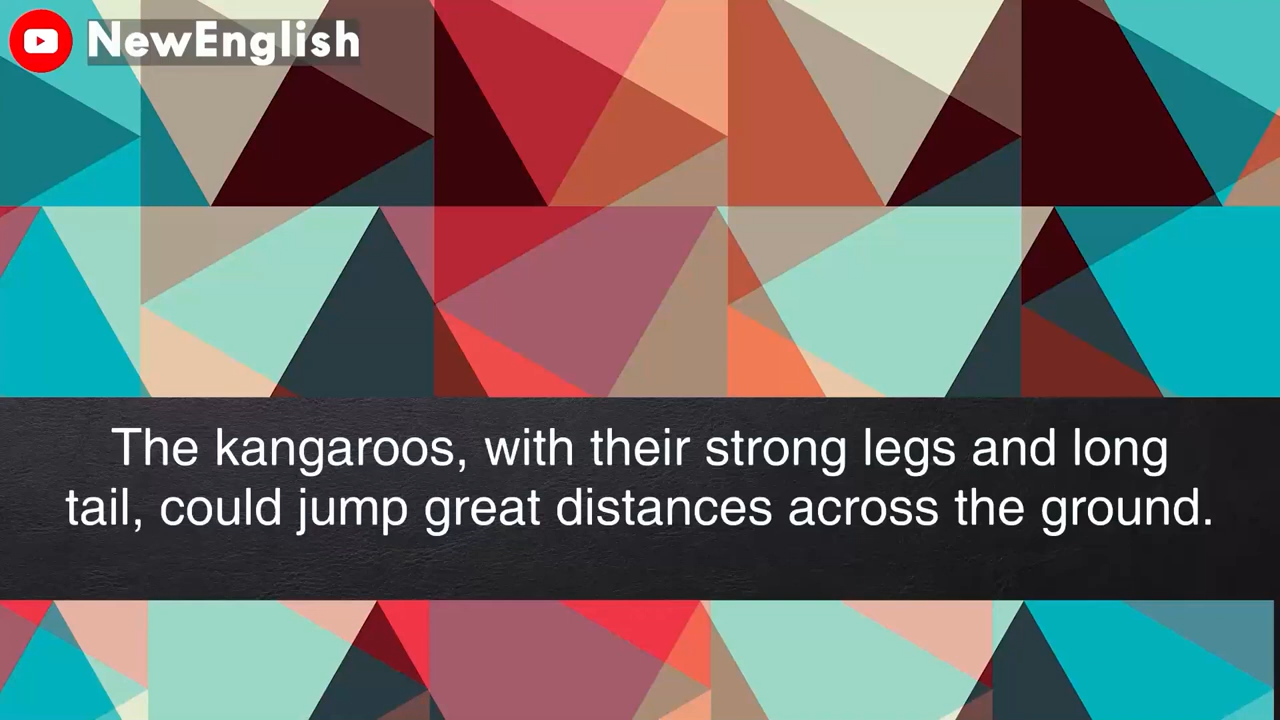 NewEnglish
The kangaroos, with their strong legs and long
tail, could jump great distances across the ground.